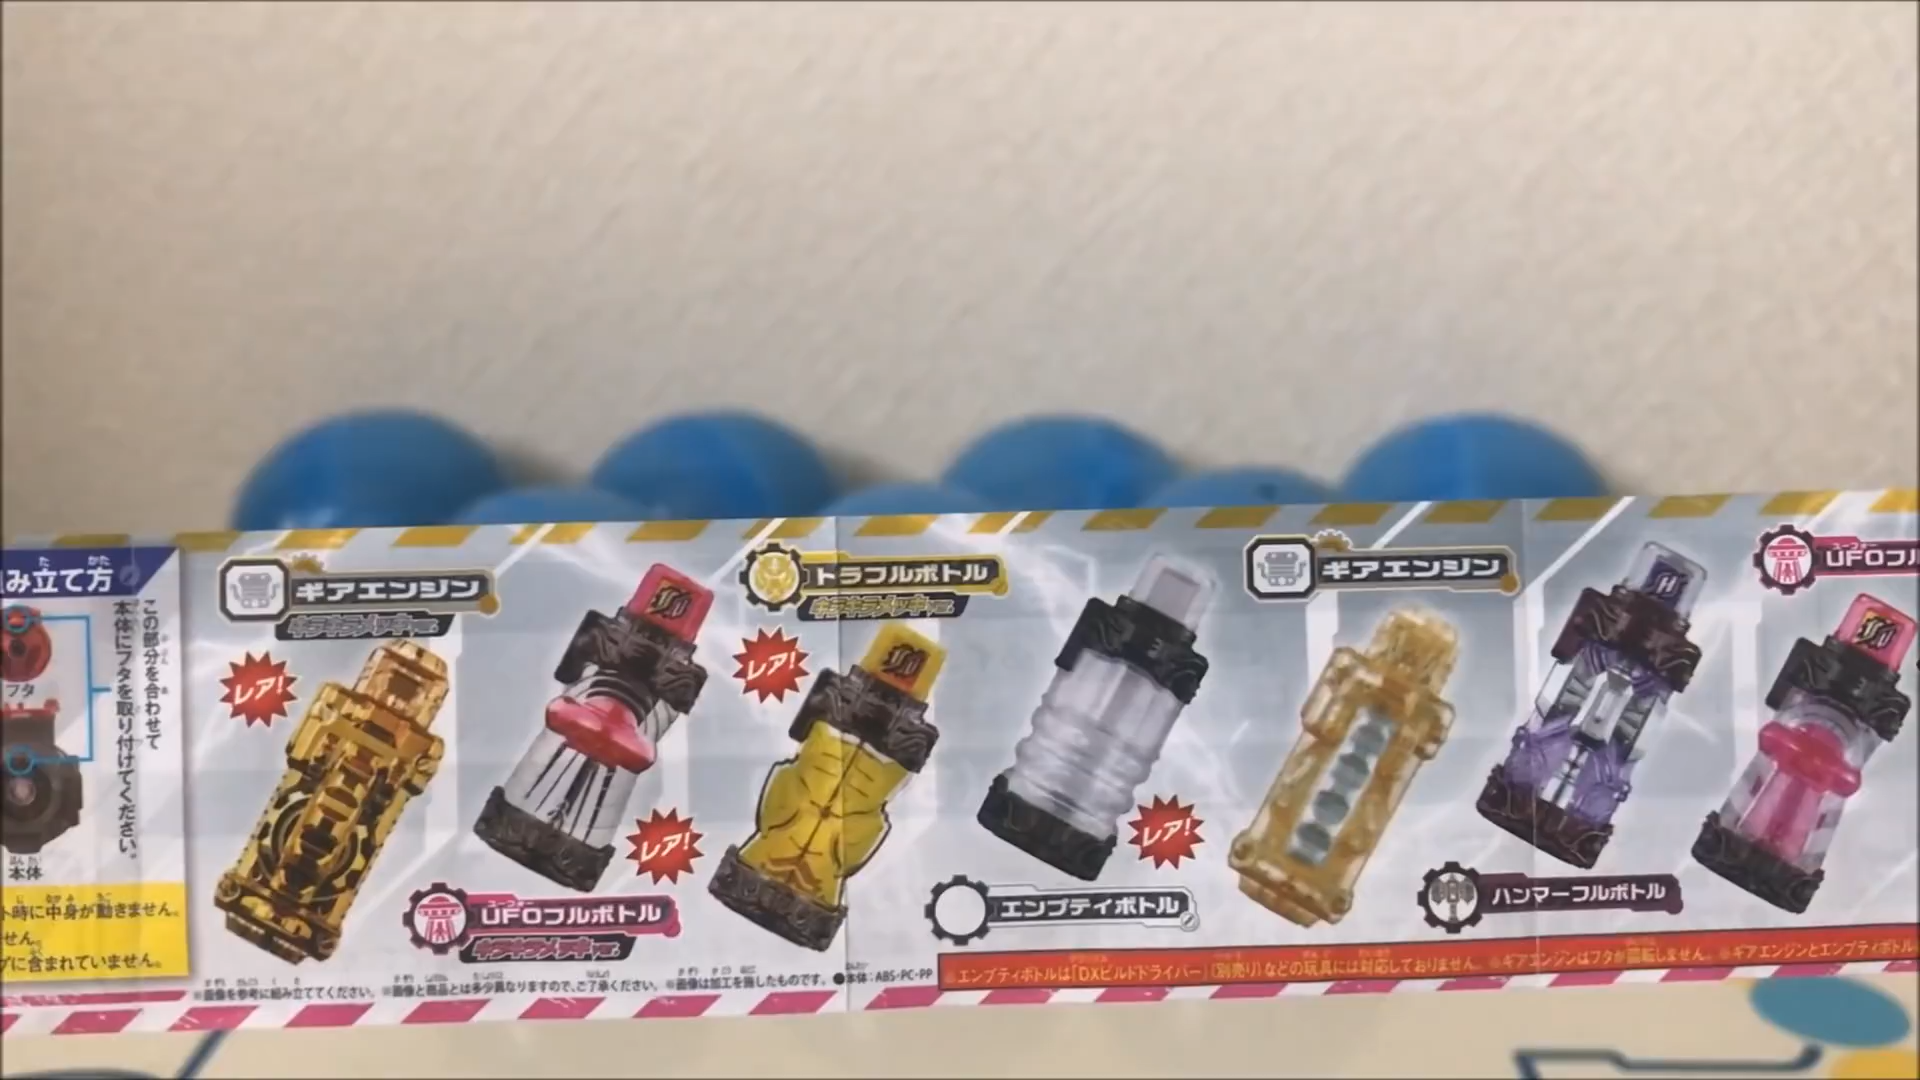 み立て方
この部分を合わせて
本体にフタを取り付けてください。
フタ
本体
ト時に中身が動きません。
せん。
グに含まれていません。
ギアエンジン
キラキラメッキver.
レア!
UFOフルボトル
キラキラメッキver.
レア!
トラフルボトル
キラキラメッキver.
レア!
エンプティボトル
レア!
ギアエンジン
ハンマーフルボトル
UFOフル
※画像を参考に組み立ててください。 ※画像と商品とは多少異なりますので、ご了承ください。 ※画像は加工を施したものです。 ●本体:ABS・PC・PP
※エンプティボトルは「DXビルドドライバー」(別売り)などの玩具には対応しておりません。 ※ギアエンジンはフタが回転しません。 ※ギアエンジンとエンプティボトル